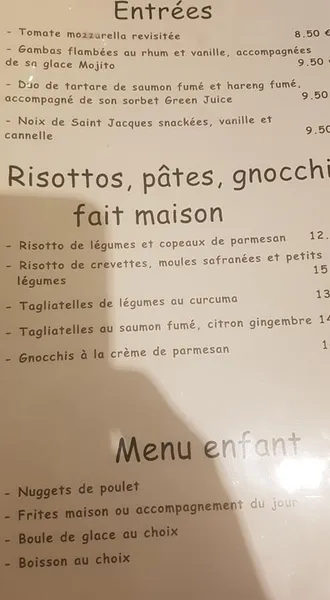 Entrées
- Tomate mozzarella revisitée 8.50 €
- Gambas flambées au rhum et vanille, accompagnées
de sa glace Mojito 9.50
- Duo de tartare de saumon fumé et hareng fumé,
accompagné de son sorbet Green Juice 9.50
- Noix de Saint Jacques snackées, vanille et
cannelle 9.50
Risottos, pâtes, gnocchi
fait maison
- Risotto de légumes et copeaux de parmesan 12.
- Risotto de crevettes, moules safranées et petits
légumes 15
- Tagliatelles de légumes au curcuma 13
- Tagliatelles au saumon fumé, citron gingembre 14
- Gnocchis à la crème de parmesan 1
Menu enfant
- Nuggets de poulet
- Frites maison ou accompagnement du jour
- Boule de glace au choix
- Boisson au choix